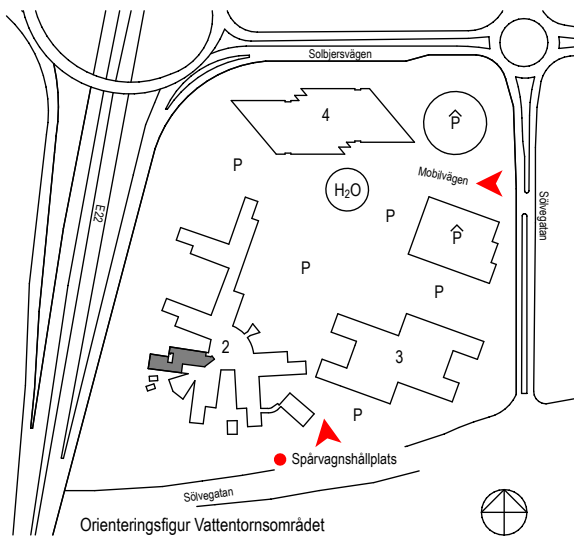 Solbjersvägen
4
P
P
Mobilvägen
H₂O
P
Sölvegatan
E22
P
P
P
P
2
3
P
Spårvagnshållplats
Sölvegatan
Orienteringsfigur Vattentornsområdet